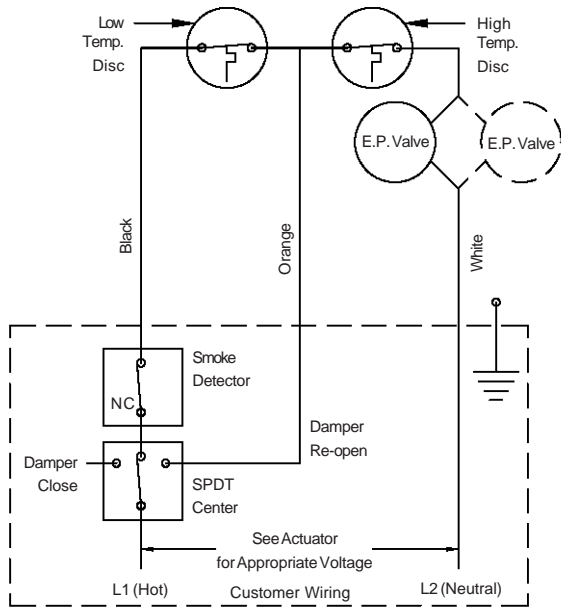 Low
Temp.
Disc
High
Temp.
Disc
E.P. Valve
E.P. Valve
Black
Orange
White
Smoke
Detector
NC
Damper
Re-open
Damper
Close
SPDT
Center
See Actuator
for Appropriate Voltage
L1 (Hot)
Customer Wiring
L2 (Neutral)